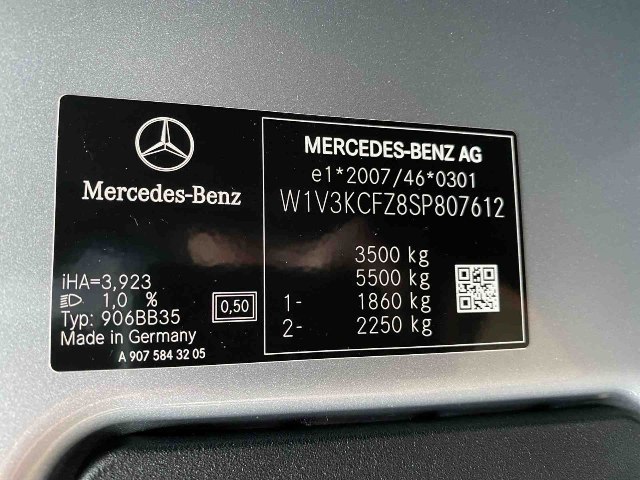 Mercedes-Benz
iHA=3,923
1,0 %
Typ: 906BB35
Made in Germany
A 907 584 32 05
0,50
MERCEDES-BENZ AG
e1*2007/46*0301
W1V3KCFZ8SP807612
3500 kg
5500 kg
1- 1860 kg
2- 2250 kg